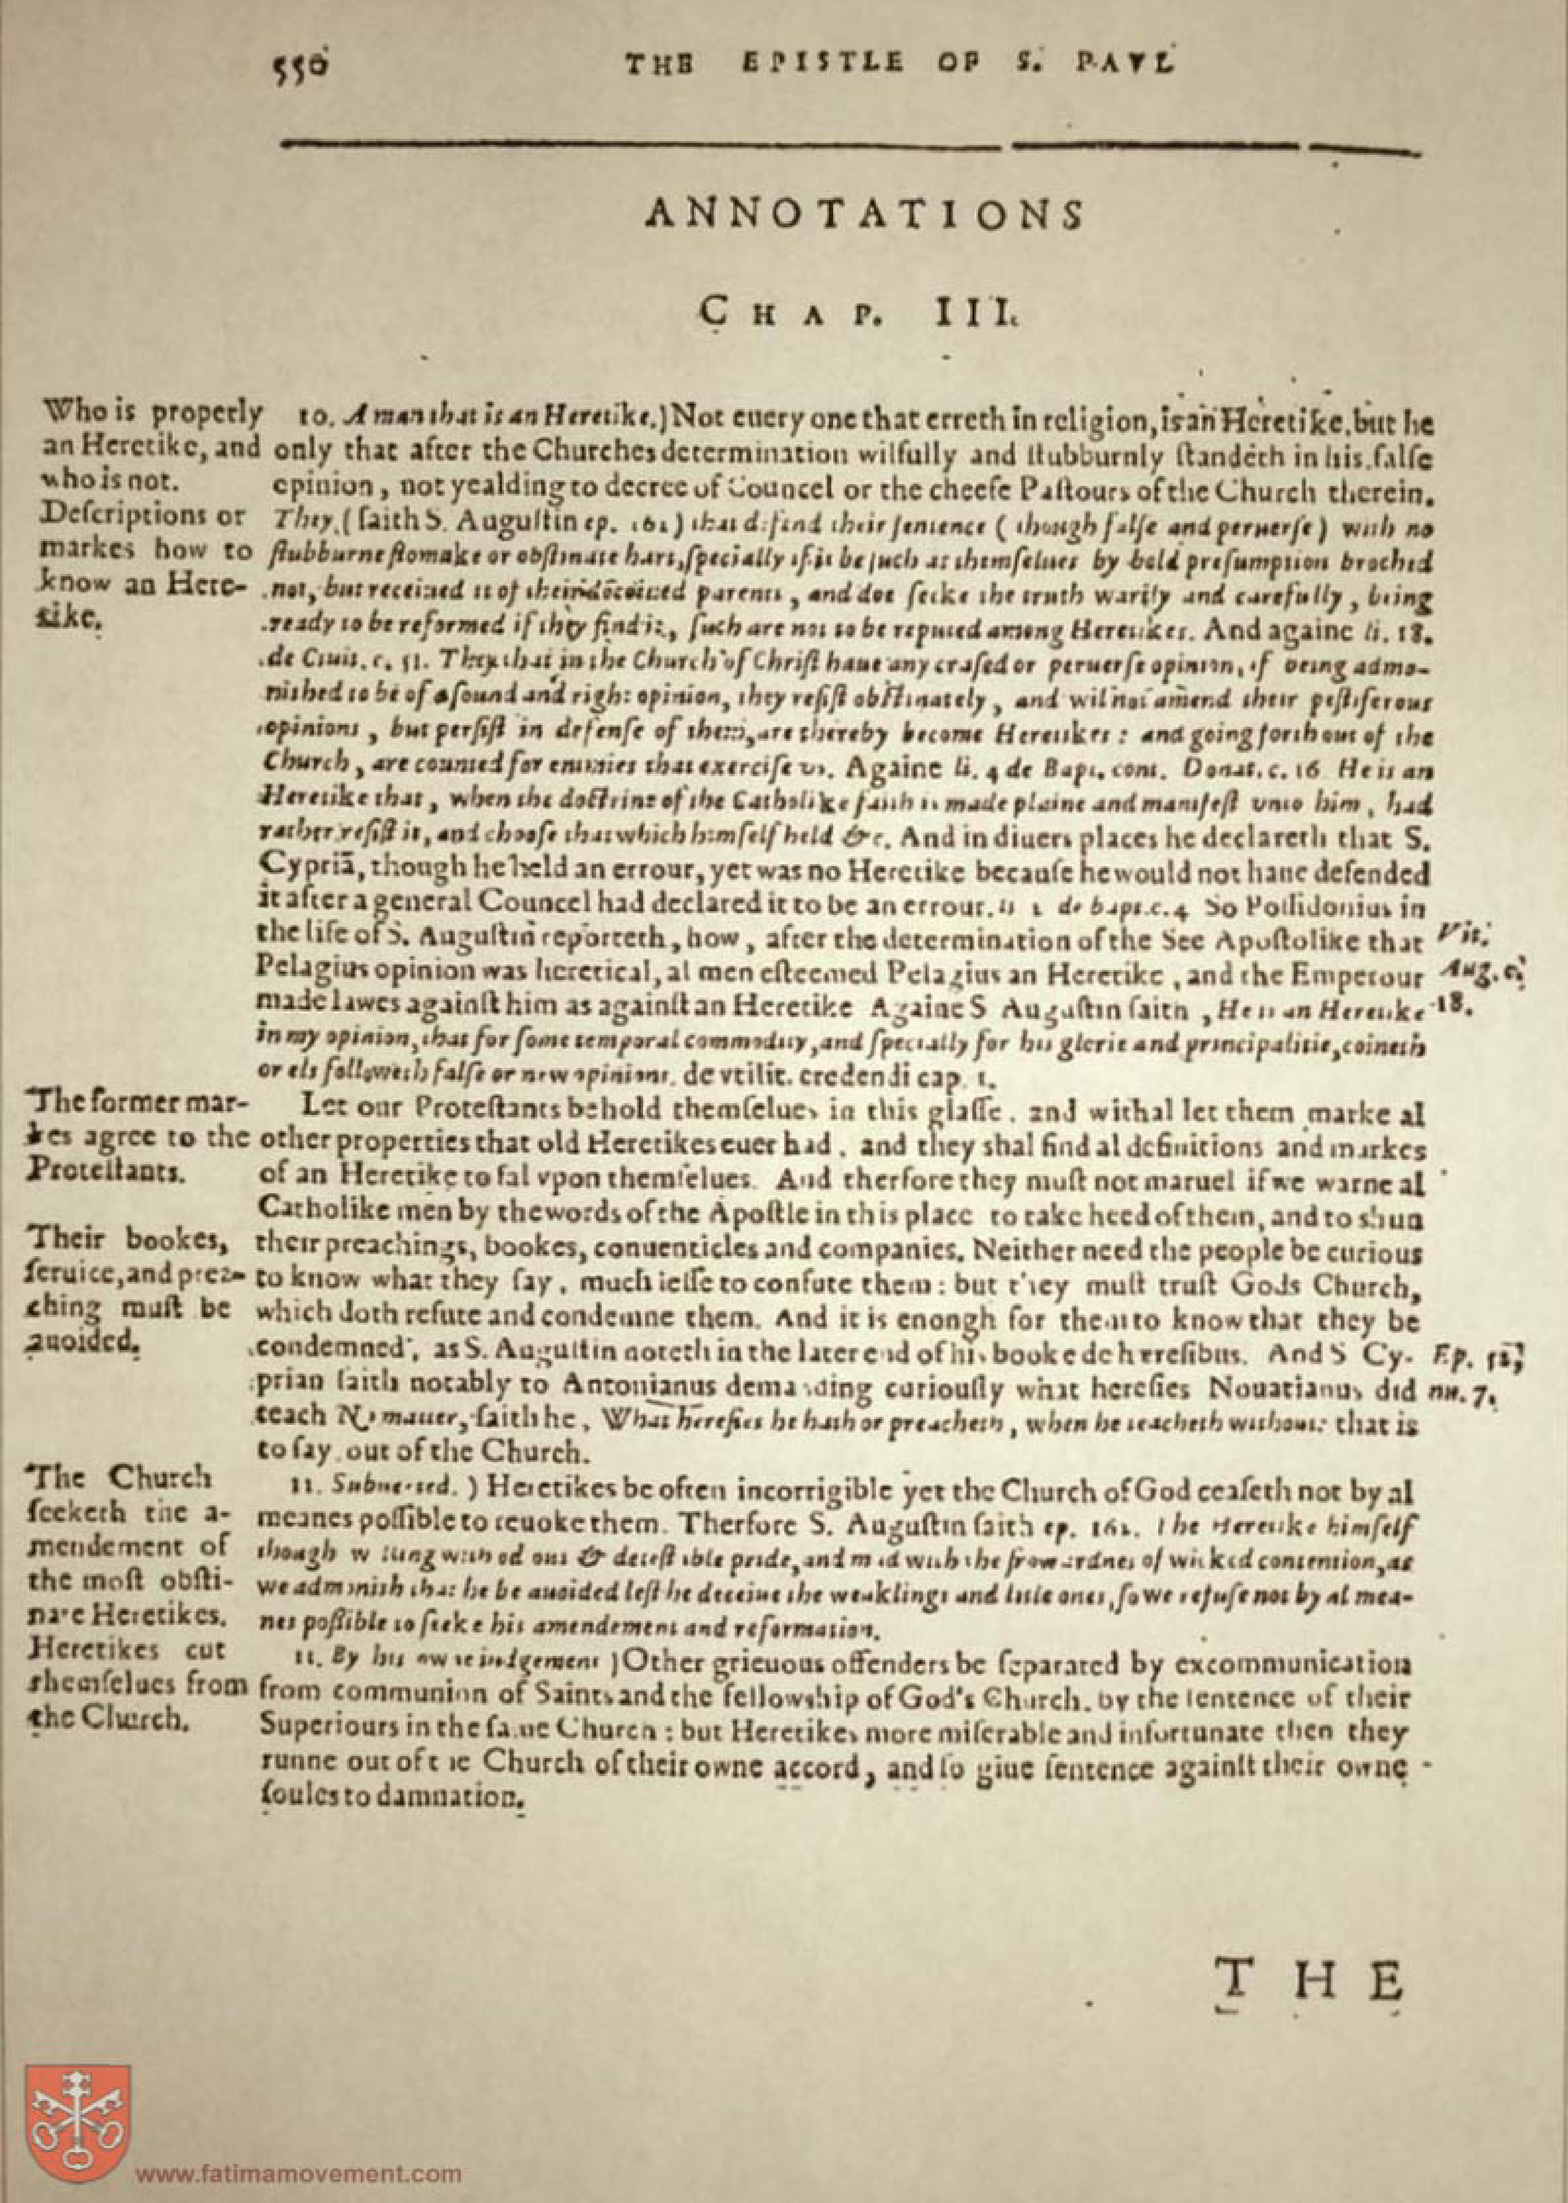 550 THE EPISTLE OF S. PAVL
ANNOTATIONS
CHAP. III.
Who is properly
an Heretike, and
who is not.
Deſcriptions or
markes how to
know an Here-
tike.
10. A man that is an Heretike.) Not euery one that erreth in religion, is an Heretike, but he
only that after the Churches determination wilfully and ſtubburnly ſtandeth in his falſe
opinion, not yealding to decree of Councel or the cheefe Paſtours of the Church therein.
They (ſaith S. Auguſtin ep. 162) that defend their ſentence (though falſe and peruerſe) with no
ſtubburne ſtomake or obſtinate hart, ſpecially if it be ſuch as themſelues by bold preſumption broched
not, but receiued it of their deceiued parents, and doe ſeeke the truth warily and carefully, being
ready to be reformed if they find it, ſuch are not to be reputed among Heretikes. And againe li. 18.
de Ciuit. c. 51. They that in the Church of Chriſt haue any craſed or peruerſe opinion, if being admo-
nished to be of a ſound and right opinion, they reſiſt obſtinately, and wil not amend their peſtiferous
opinions, but perſiſt in defenſe of them, are thereby become Heretikes: and going forth out of the
Church, are counted for enimies that exerciſe vs. Againe li. 4 de Bapt. cont. Donat. c. 16 He is an
Heretike that, when the doctrine of the Catholike faith is made plaine and manifeſt vnto him, had
rather reſiſt it, and chooſe that which himſelf held &c. And in diuers places he declareth that S.
Cypriā, though he held an errour, yet was no Heretike becauſe he would not haue defended
it after a general Councel had declared it to be an errour. li 2 de bapt. c. 4 So Poſſidonius in
the life of S. Auguſtin reporteth, how, after the determination of the See Apoſtolike that
Pelagius opinion was heretical, al men eſteemed Pelagius an Heretike, and the Emperour
made lawes againſt him as againſt an Heretike Againe S Auguſtin ſaith, He is an Heretike
in my opinion, that for ſome temporal commodity, and ſpecially for his glorie and principalitie, coineth
or els followeth falſe or new opinions. de vtilit. credendi cap. 1.
Vit.
Aug. c.
18.
The former mar-
kes agree to the
Proteſtants.
Their bookes,
ſeruice, and prea-
ching muſt be
auoided.
Let our Proteſtants behold themſelues in this glaſſe, and withal let them marke al
other properties that old Heretikes euer had, and they shal find al definitions and markes
of an Heretike to fal vpon themſelues. And therfore they muſt not maruel if we warne al
Catholike men by the words of the Apoſtle in this place to take heed of them, and to shun
their preachings, bookes, conuenticles and companies. Neither need the people be curious
to know what they ſay, much leſſe to confute them: but they muſt truſt Gods Church,
which doth refute and condemne them. And it is enongh for them to know that they be
condemned, as S. Auguſtin noteth in the later end of his booke de hæreſibus. And S Cy-
prian ſaith notably to Antonianus demanding curiouſly what hereſies Nouatianus did
teach No mater, ſaith he, What hereſies he hath or preacheth, when he teacheth without: that is
to ſay out of the Church.
Ep. 52,
nu. 7.
The Church
ſeeketh the a-
mendement of
the moſt obſti-
nate Heretikes.
Heretikes cut
themſelues from
the Church.
11. Subuerted.) Heretikes be often incorrigible yet the Church of God ceaſeth not by al
meanes poſſible to reuoke them. Therfore S. Auguſtin ſaith ep. 162. The Heretike himſelf
though ſwelling with odious & deteſtable pride, and mad with the frowardnes of wicked contention, as
we admonish that he be auoided leſt he deceiue the weaklings and litle ones, ſo we refuſe not by al mea-
nes poſſible to ſeeke his amendement and reformation.
11. By his owne iudgement) Other grieuous offenders be ſeparated by excommunication
from communion of Saints and the fellowship of God's Church, by the ſentence of their
Superiours in the ſame Church: but Heretikes more miſerable and infortunate then they
runne out of the Church of their owne accord, and ſo giue ſentence againſt their owne
ſoules to damnation.
THE
www.fatimamovement.com